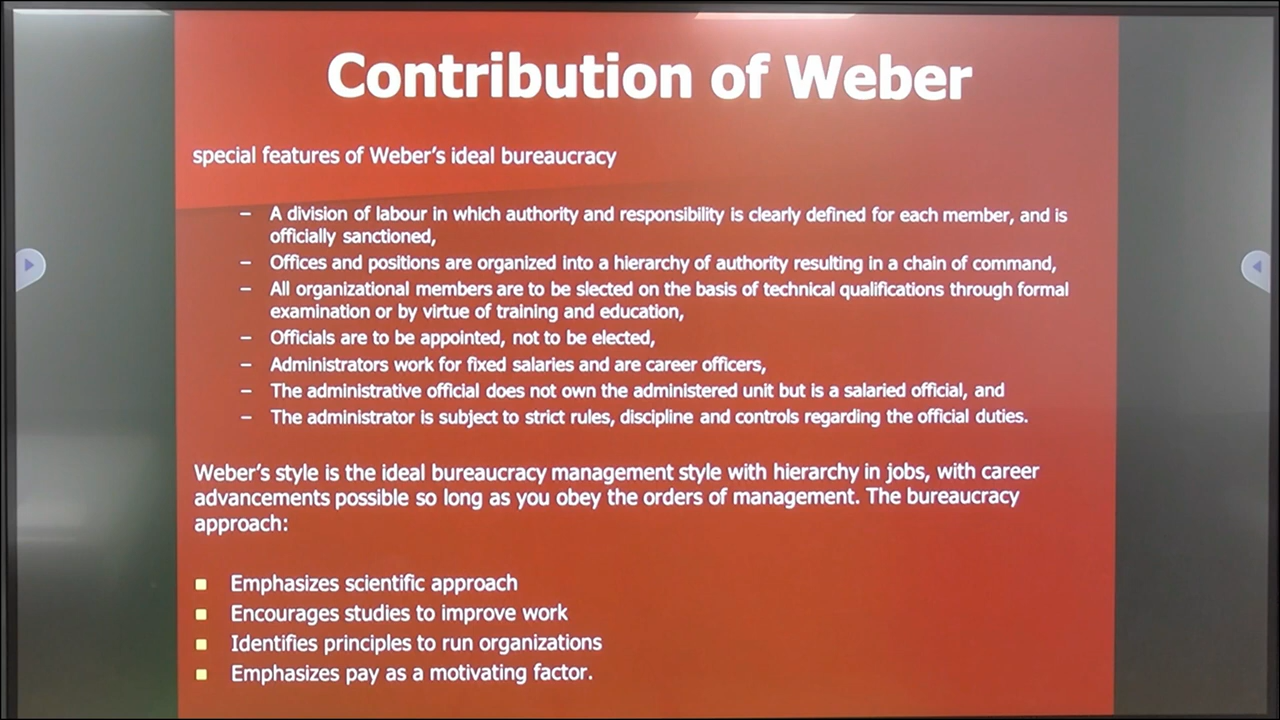 Contribution of Weber
special features of Weber's ideal bureaucracy
– A division of labour in which authority and responsibility is clearly defined for each member, and is
officially sanctioned,
– Offices and positions are organized into a hierarchy of authority resulting in a chain of command,
– All organizational members are to be slected on the basis of technical qualifications through formal
examination or by virtue of training and education,
– Officials are to be appointed, not to be elected,
– Administrators work for fixed salaries and are career officers,
– The administrative official does not own the administered unit but is a salaried official, and
– The administrator is subject to strict rules, discipline and controls regarding the official duties.
Weber's style is the ideal bureaucracy management style with hierarchy in jobs, with career
advancements possible so long as you obey the orders of management. The bureaucracy
approach:
■ Emphasizes scientific approach
■ Encourages studies to improve work
■ Identifies principles to run organizations
■ Emphasizes pay as a motivating factor.